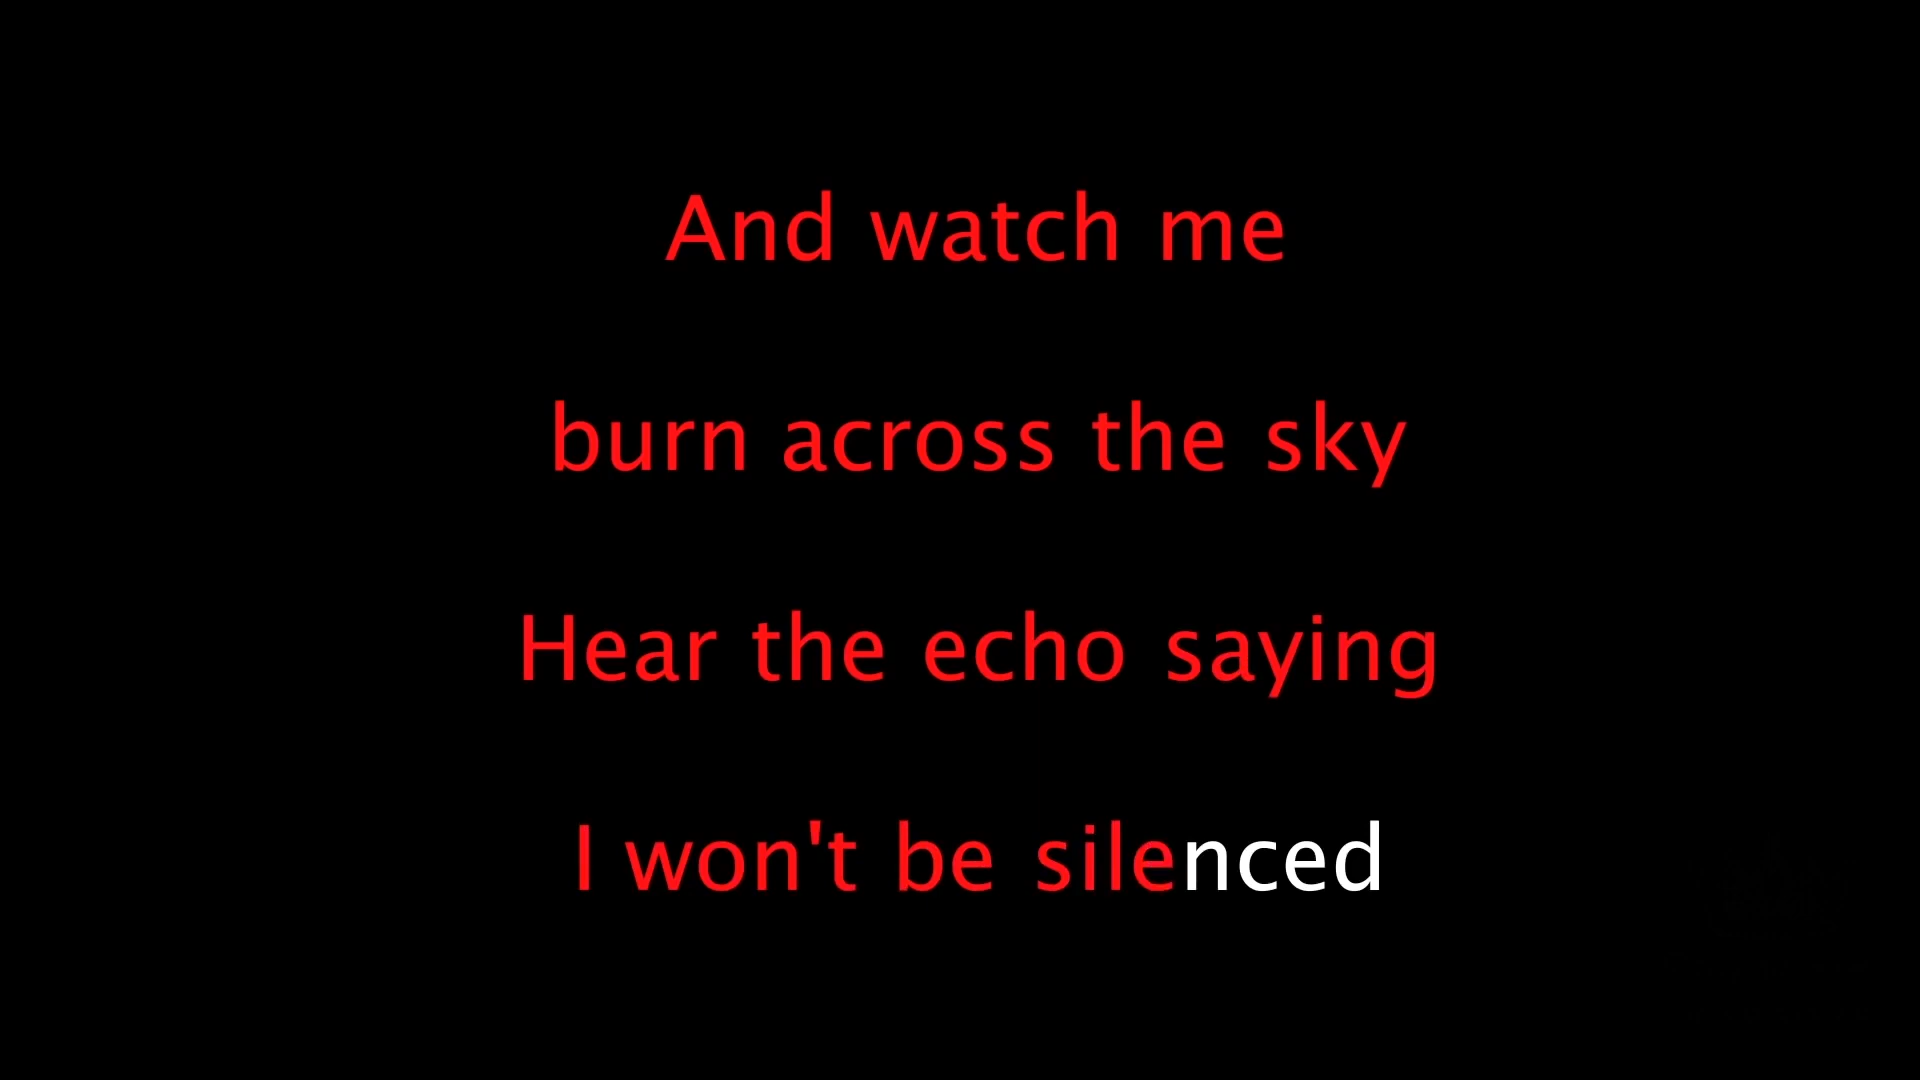 And watch me
burn across the sky
Hear the echo saying
I won't be silenced